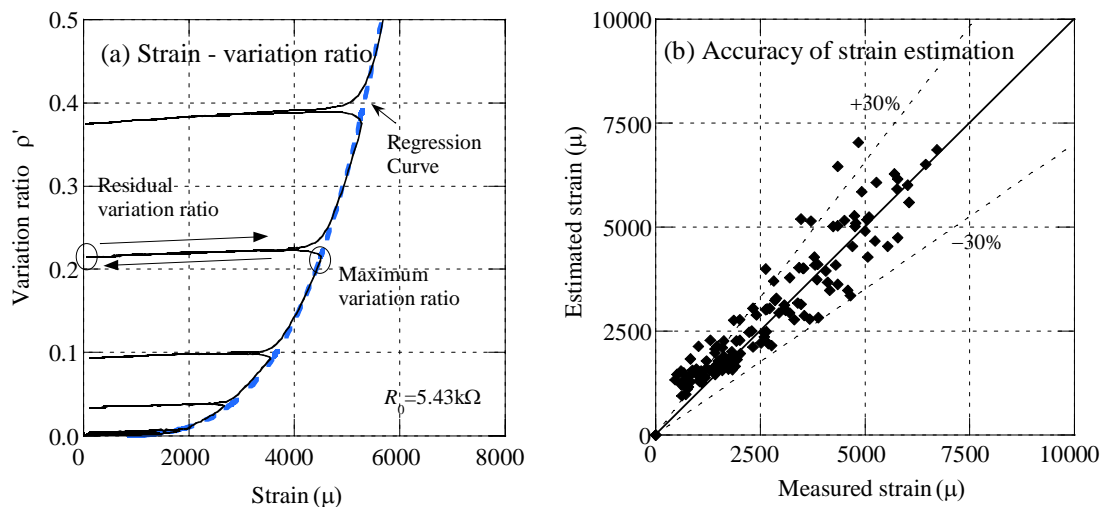 (a) Strain - variation ratio
0.5
0.4
0.3
0.2
0.1
0.0
Variation ratio ρ'
Regression
Curve
Residual
variation ratio
Maximum
variation ratio
R0=5.43kΩ
0
2000
4000
6000
8000
Strain (μ)
(b) Accuracy of strain estimation
10000
7500
5000
2500
0
Estimated strain (μ)
+30%
−30%
0
2500
5000
7500
10000
Measured strain (μ)